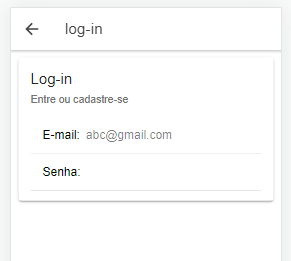 log-in
Log-in
Entre ou cadastre-se
E-mail: abc@gmail.com
Senha: